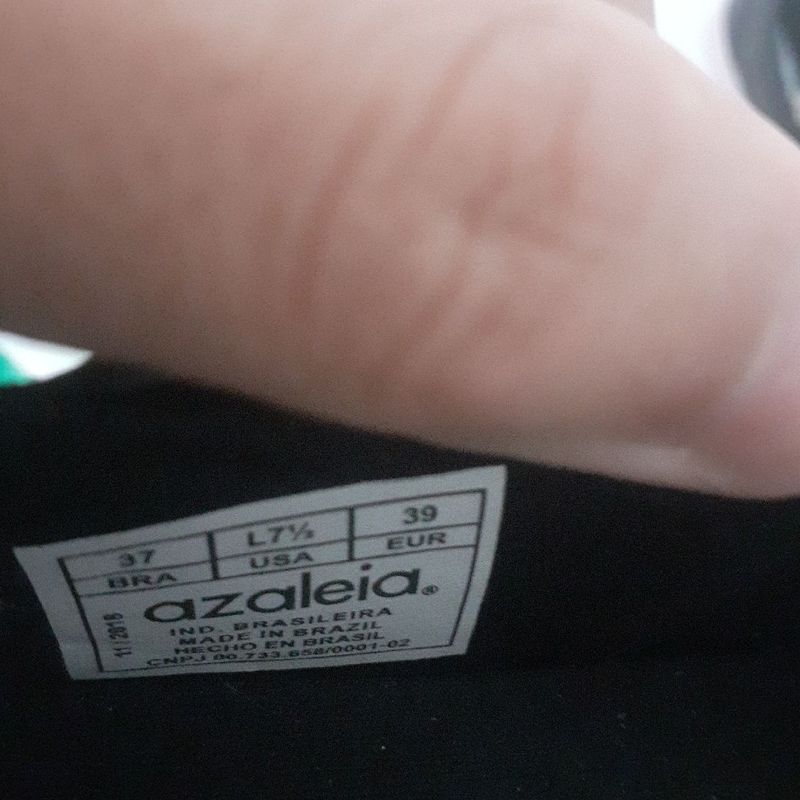 37 L7½ 39
BRA USA EUR
azaleia®
IND. BRASILEIRA
MADE IN BRAZIL
HECHO EN BRASIL
CNPJ 00.733.658/0001-02
11/2018